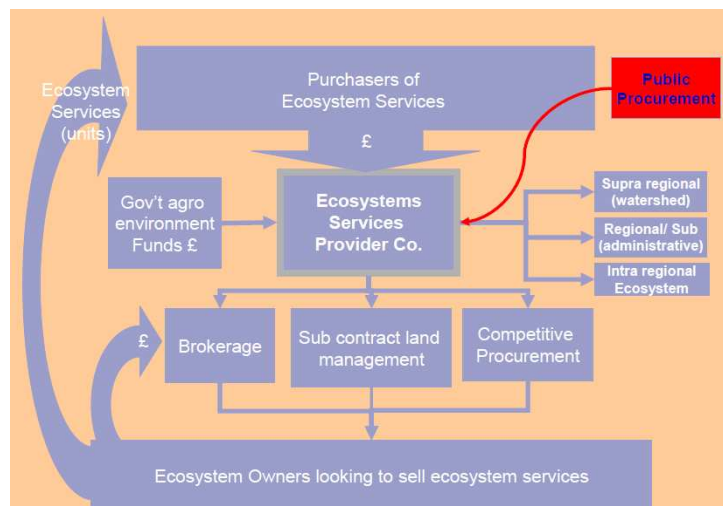 Ecosystem
Services
(units)
Purchasers of
Ecosystem Services
£
Public
Procurement
Gov't agro
environment
Funds £
Ecosystems
Services
Provider Co.
Supra regional
(watershed)
Regional/ Sub
(administrative)
Intra regional
Ecosystem
£
Brokerage
Sub contract land
management
Competitive
Procurement
Ecosystem Owners looking to sell ecosystem services